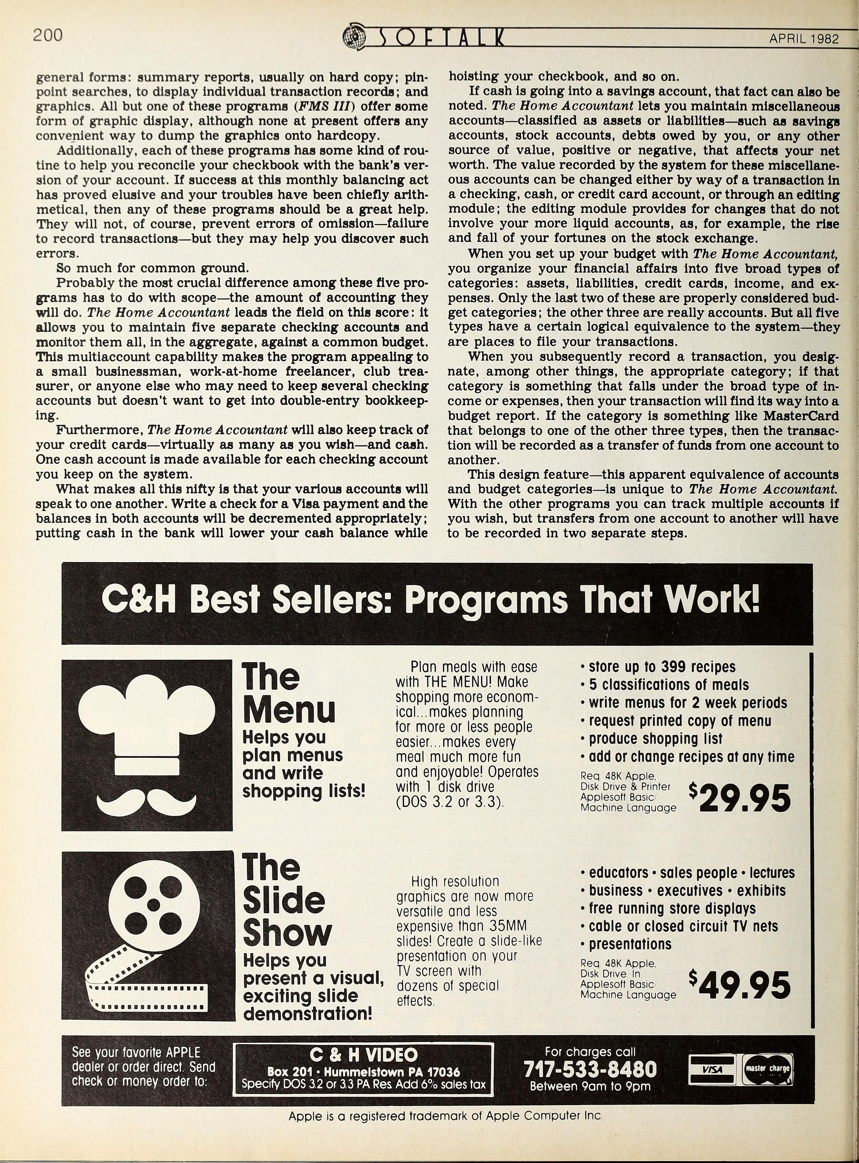 200
SOFTALK
APRIL 1982
general forms: summary reports, usually on hard copy; pin-
point searches, to display individual transaction records; and
graphics. All but one of these programs (FMS III) offer some
form of graphic display, although none at present offers any
convenient way to dump the graphics onto hardcopy.
Additionally, each of these programs has some kind of rou-
tine to help you reconcile your checkbook with the bank's ver-
sion of your account. If success at this monthly balancing act
has proved elusive and your troubles have been chiefly arith-
metical, then any of these programs should be a great help.
They will not, of course, prevent errors of omission—failure
to record transactions—but they may help you discover such
errors.
So much for common ground.
Probably the most crucial difference among these five pro-
grams has to do with scope—the amount of accounting they
will do. The Home Accountant leads the field on this score: it
allows you to maintain five separate checking accounts and
monitor them all, in the aggregate, against a common budget.
This multiaccount capability makes the program appealing to
a small businessman, work-at-home freelancer, club trea-
surer, or anyone else who may need to keep several checking
accounts but doesn't want to get into double-entry bookkeep-
ing.
Furthermore, The Home Accountant will also keep track of
your credit cards—virtually as many as you wish—and cash.
One cash account is made available for each checking account
you keep on the system.
What makes all this nifty is that your various accounts will
speak to one another. Write a check for a Visa payment and the
balances in both accounts will be decremented appropriately;
putting cash in the bank will lower your cash balance while
hoisting your checkbook, and so on.
If cash is going into a savings account, that fact can also be
noted. The Home Accountant lets you maintain miscellaneous
accounts—classified as assets or liabilities—such as savings
accounts, stock accounts, debts owed by you, or any other
source of value, positive or negative, that affects your net
worth. The value recorded by the system for these miscellane-
ous accounts can be changed either by way of a transaction in
a checking, cash, or credit card account, or through an editing
module; the editing module provides for changes that do not
involve your more liquid accounts, as, for example, the rise
and fall of your fortunes on the stock exchange.
When you set up your budget with The Home Accountant,
you organize your financial affairs into five broad types of
categories: assets, liabilities, credit cards, income, and ex-
penses. Only the last two of these are properly considered bud-
get categories; the other three are really accounts. But all five
types have a certain logical equivalence to the system—they
are places to file your transactions.
When you subsequently record a transaction, you desig-
nate, among other things, the appropriate category; if that
category is something that falls under the broad type of in-
come or expenses, then your transaction will find its way into a
budget report. If the category is something like MasterCard
that belongs to one of the other three types, then the transac-
tion will be recorded as a transfer of funds from one account to
another.
This design feature—this apparent equivalence of accounts
and budget categories—is unique to The Home Accountant.
With the other programs you can track multiple accounts if
you wish, but transfers from one account to another will have
to be recorded in two separate steps.
C&H Best Sellers: Programs That Work!
The
Menu
Helps you
plan menus
and write
shopping lists!
Plan meals with ease
with THE MENU! Make
shopping more econom-
ical...makes planning
for more or less people
easier...makes every
meal much more fun
and enjoyable! Operates
with 1 disk drive
(DOS 3.2 or 3.3).
• store up to 399 recipes
• 5 classifications of meals
• write menus for 2 week periods
• request printed copy of menu
• produce shopping list
• add or change recipes at any time
Req 48K Apple,
Disk Drive & Printer
Applesoft Basic/
Machine Language
$29.95
The
Slide
Show
Helps you
present a visual,
exciting slide
demonstration!
High resolution
graphics are now more
versatile and less
expensive than 35MM
slides! Create a slide-like
presentation on your
TV screen with
dozens of special
effects.
• educators • sales people • lectures
• business • executives • exhibits
• free running store displays
• cable or closed circuit TV nets
• presentations
Req 48K Apple,
Disk Drive. In
Applesoft Basic
Machine Language
$49.95
See your favorite APPLE
dealer or order direct. Send
check or money order to:
C & H VIDEO
Box 201 • Hummelstown PA 17036
Specify DOS 3.2 or 3.3 PA Res. Add 6% sales tax
For charges call
717-533-8480
Between 9am to 9pm
VISA
master charge
Apple is a registered trademark of Apple Computer Inc.